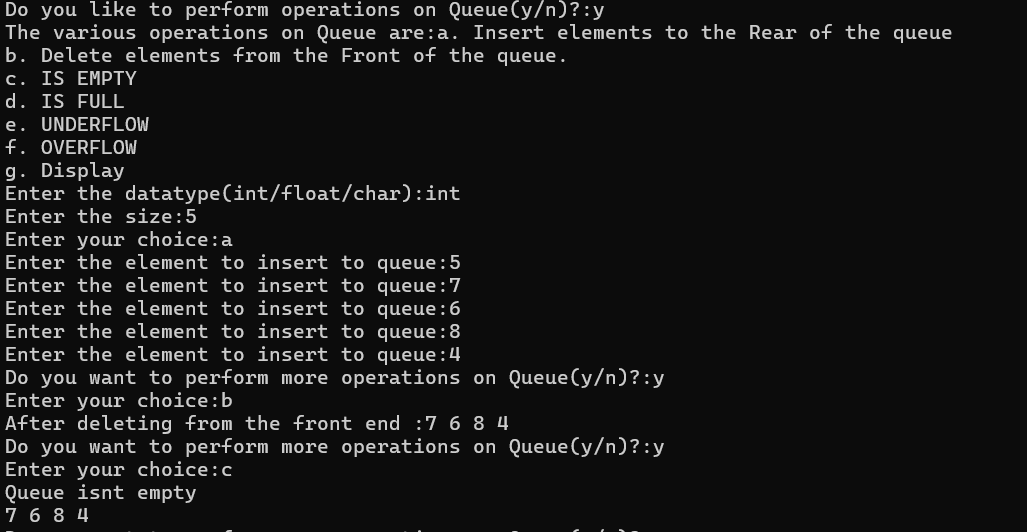 Do you like to perform operations on Queue(y/n)?:y
The various operations on Queue are:a. Insert elements to the Rear of the queue
b. Delete elements from the Front of the queue.
c. IS EMPTY
d. IS FULL
e. UNDERFLOW
f. OVERFLOW
g. Display
Enter the datatype(int/float/char):int
Enter the size:5
Enter your choice:a
Enter the element to insert to queue:5
Enter the element to insert to queue:7
Enter the element to insert to queue:6
Enter the element to insert to queue:8
Enter the element to insert to queue:4
Do you want to perform more operations on Queue(y/n)?:y
Enter your choice:b
After deleting from the front end :7 6 8 4
Do you want to perform more operations on Queue(y/n)?:y
Enter your choice:c
Queue isnt empty
7 6 8 4